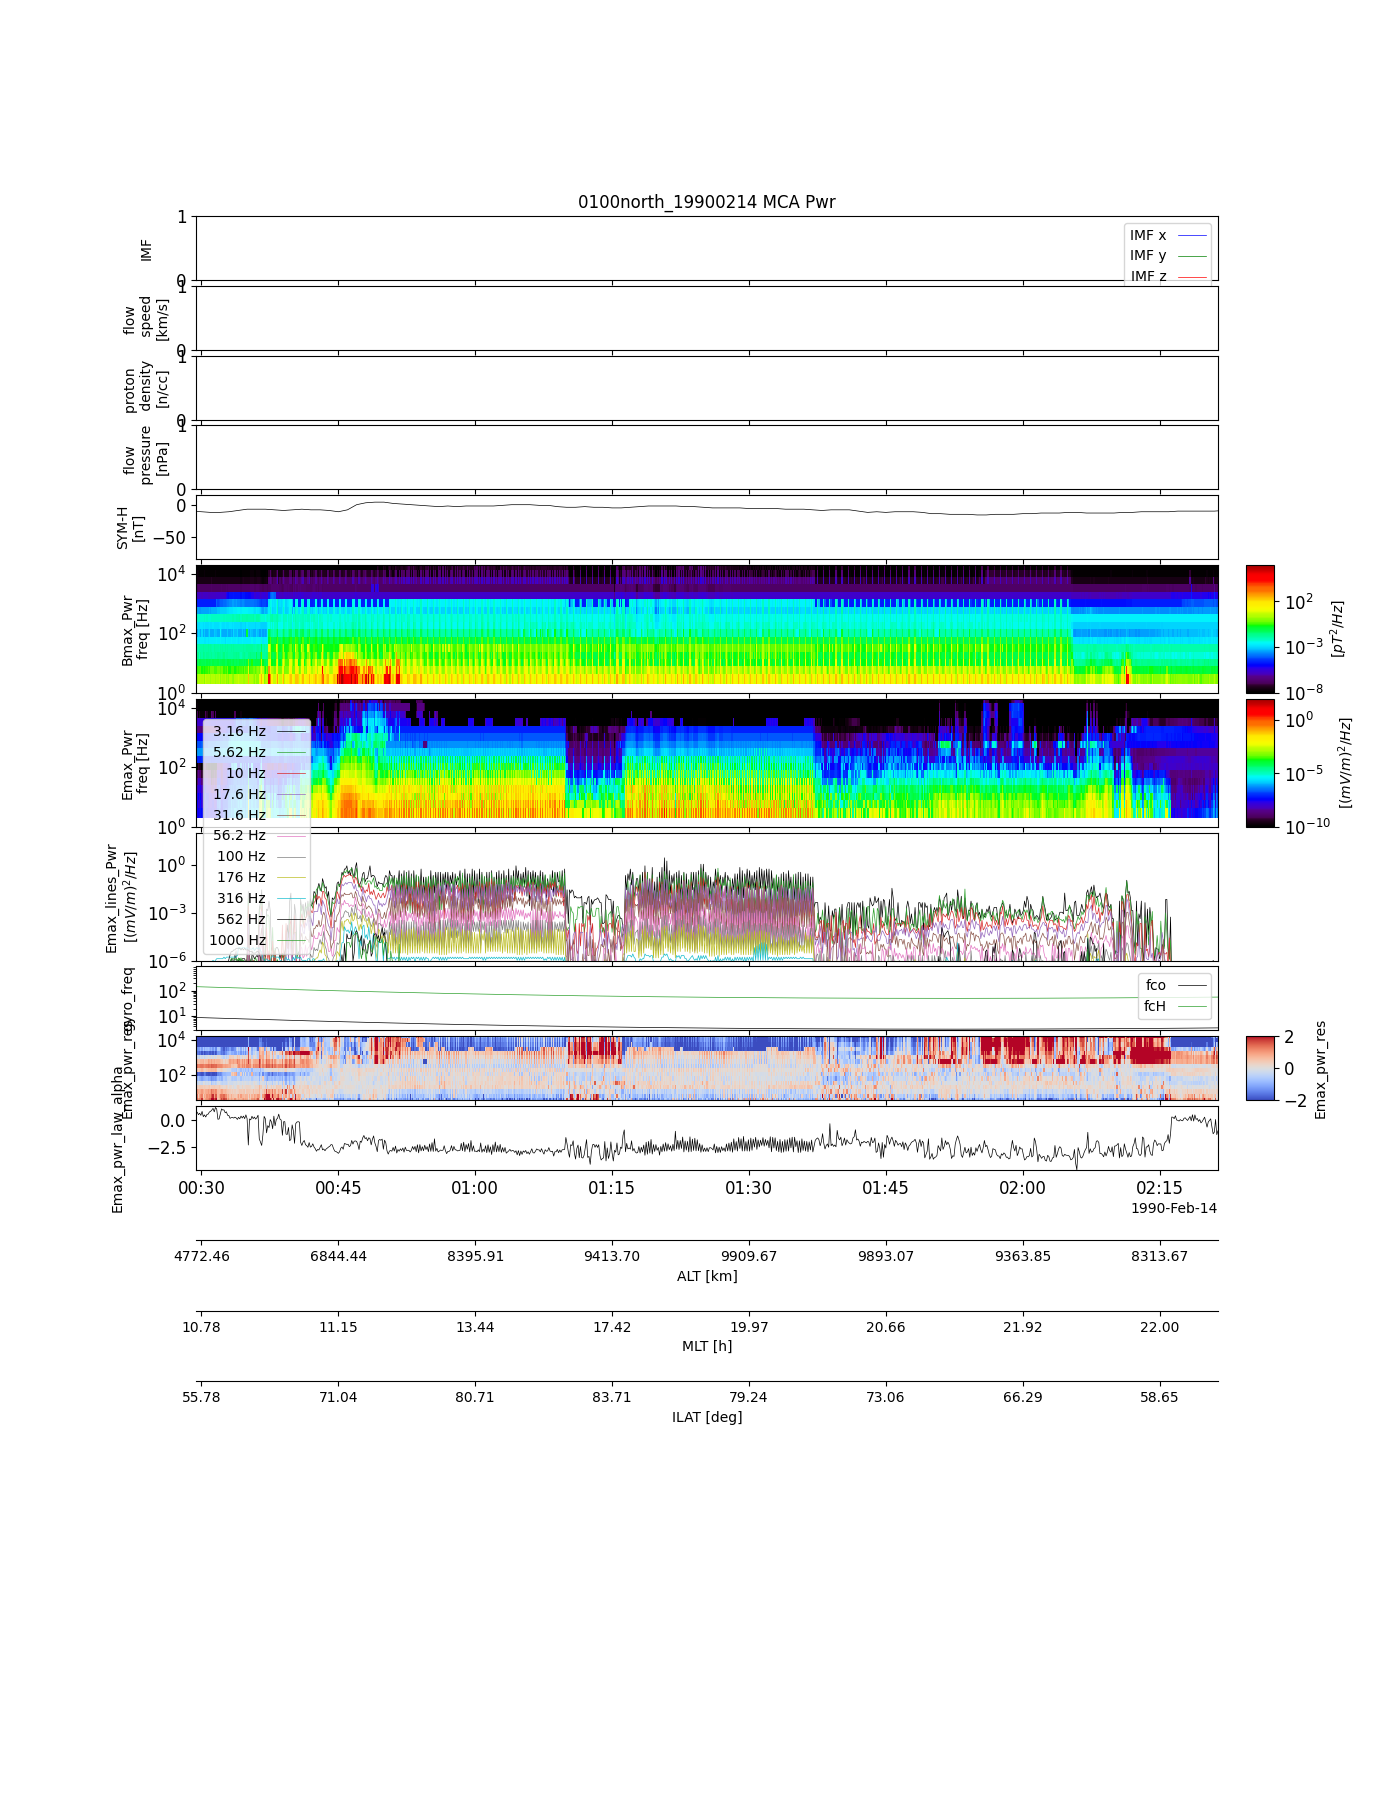 0100north_19900214 MCA Pwr
1
0
IMF
IMF x
IMF y
IMF z
1
0
flow
speed
[km/s]
1
0
proton
density
[n/cc]
1
0
flow
pressure
[nPa]
0
−50
SYM-H
[nT]
10^4
10^2
10^0
Bmax_Pwr
freq [Hz]
10^2
10^−3
10^−8
[pT^2/Hz]
10^4
10^2
10^0
Emax_Pwr
freq [Hz]
10^0
10^−5
10^−10
[(mV/m)^2/Hz]
3.16 Hz
5.62 Hz
10 Hz
17.6 Hz
31.6 Hz
56.2 Hz
100 Hz
176 Hz
316 Hz
562 Hz
1000 Hz
10^0
10^−3
10^−6
Emax_lines_Pwr
[(mV/m)^2/Hz]
10^2
10^1
gyro_freq
fco
fcH
10^4
10^2
Emax_pwr_res
2
0
−2
Emax_pwr_res
0.0
−2.5
Emax_pwr_law_alpha
00:30 00:45 01:00 01:15 01:30 01:45 02:00 02:15
1990-Feb-14
4772.46 6844.44 8395.91 9413.70 9909.67 9893.07 9363.85 8313.67
ALT [km]
10.78 11.15 13.44 17.42 19.97 20.66 21.92 22.00
MLT [h]
55.78 71.04 80.71 83.71 79.24 73.06 66.29 58.65
ILAT [deg]